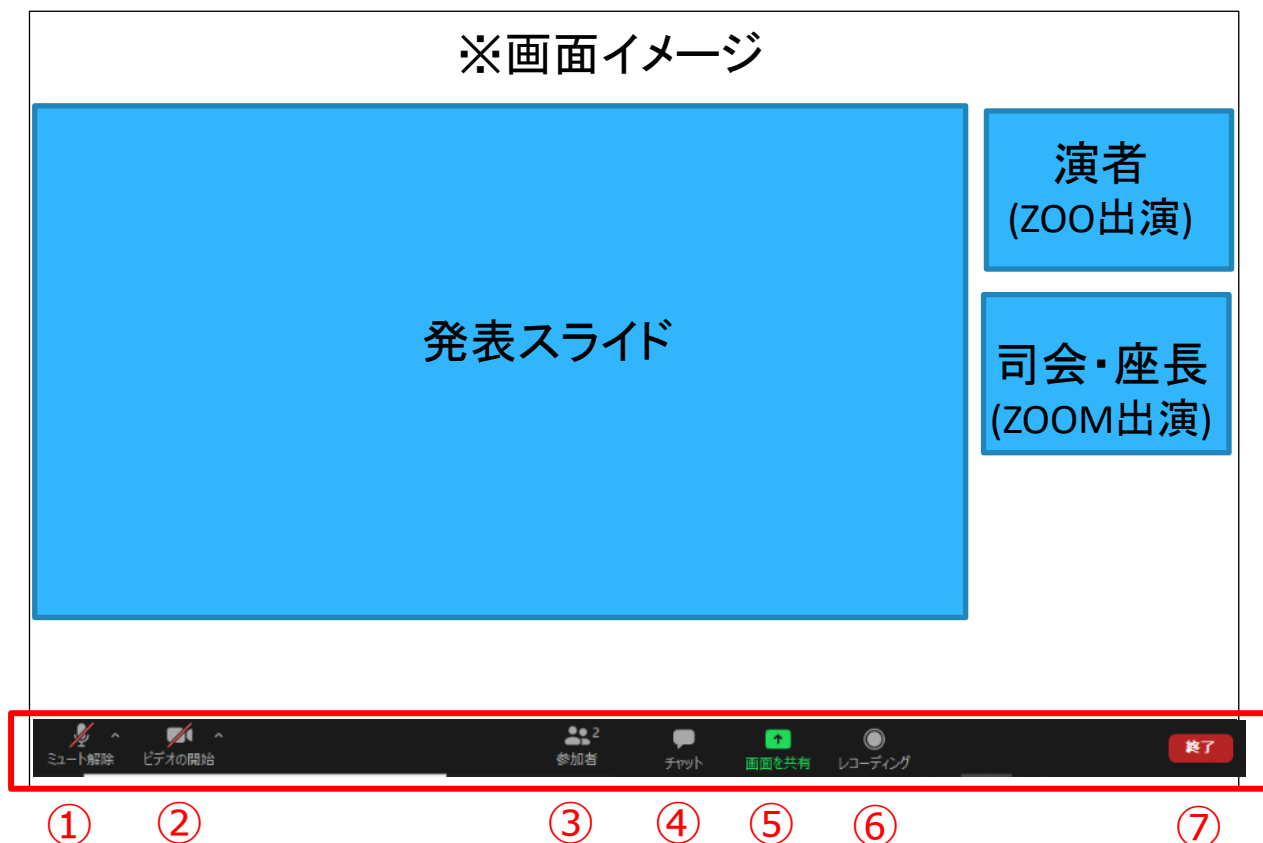 ※画面イメージ
発表スライド
演者
(ZOO出演)
司会・座長
(ZOOM出演)
ミュート解除
ビデオの開始
2
参加者
チャット
画面を共有
レコーディング
終了
① ② ③ ④ ⑤ ⑥ ⑦